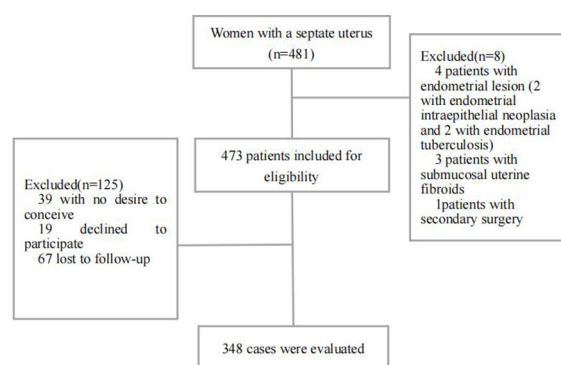 Women with a septate uterus
(n=481)
Excluded(n=8)
4 patients with
endometrial lesion (2
with endometrial
intraepithelial neoplasia
and 2 with endometrial
tuberculosis)
3 patients with
submucosal uterine
fibroids
1patients with
secondary surgery
473 patients included for
eligibility
Excluded(n=125)
39 with no desire to
conceive
19 declined to
participate
67 lost to follow-up
348 cases were evaluated